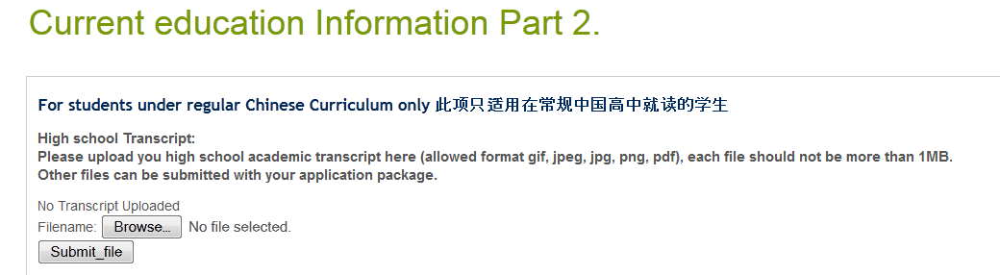 Current education Information Part 2.
For students under regular Chinese Curriculum only 此项只适用在常规中国高中就读的学生
High school Transcript:
Please upload you high school academic transcript here (allowed format gif, jpeg, jpg, png, pdf), each file should not be more than 1MB.
Other files can be submitted with your application package.
No Transcript Uploaded
Filename: Browse... No file selected.
Submit_file